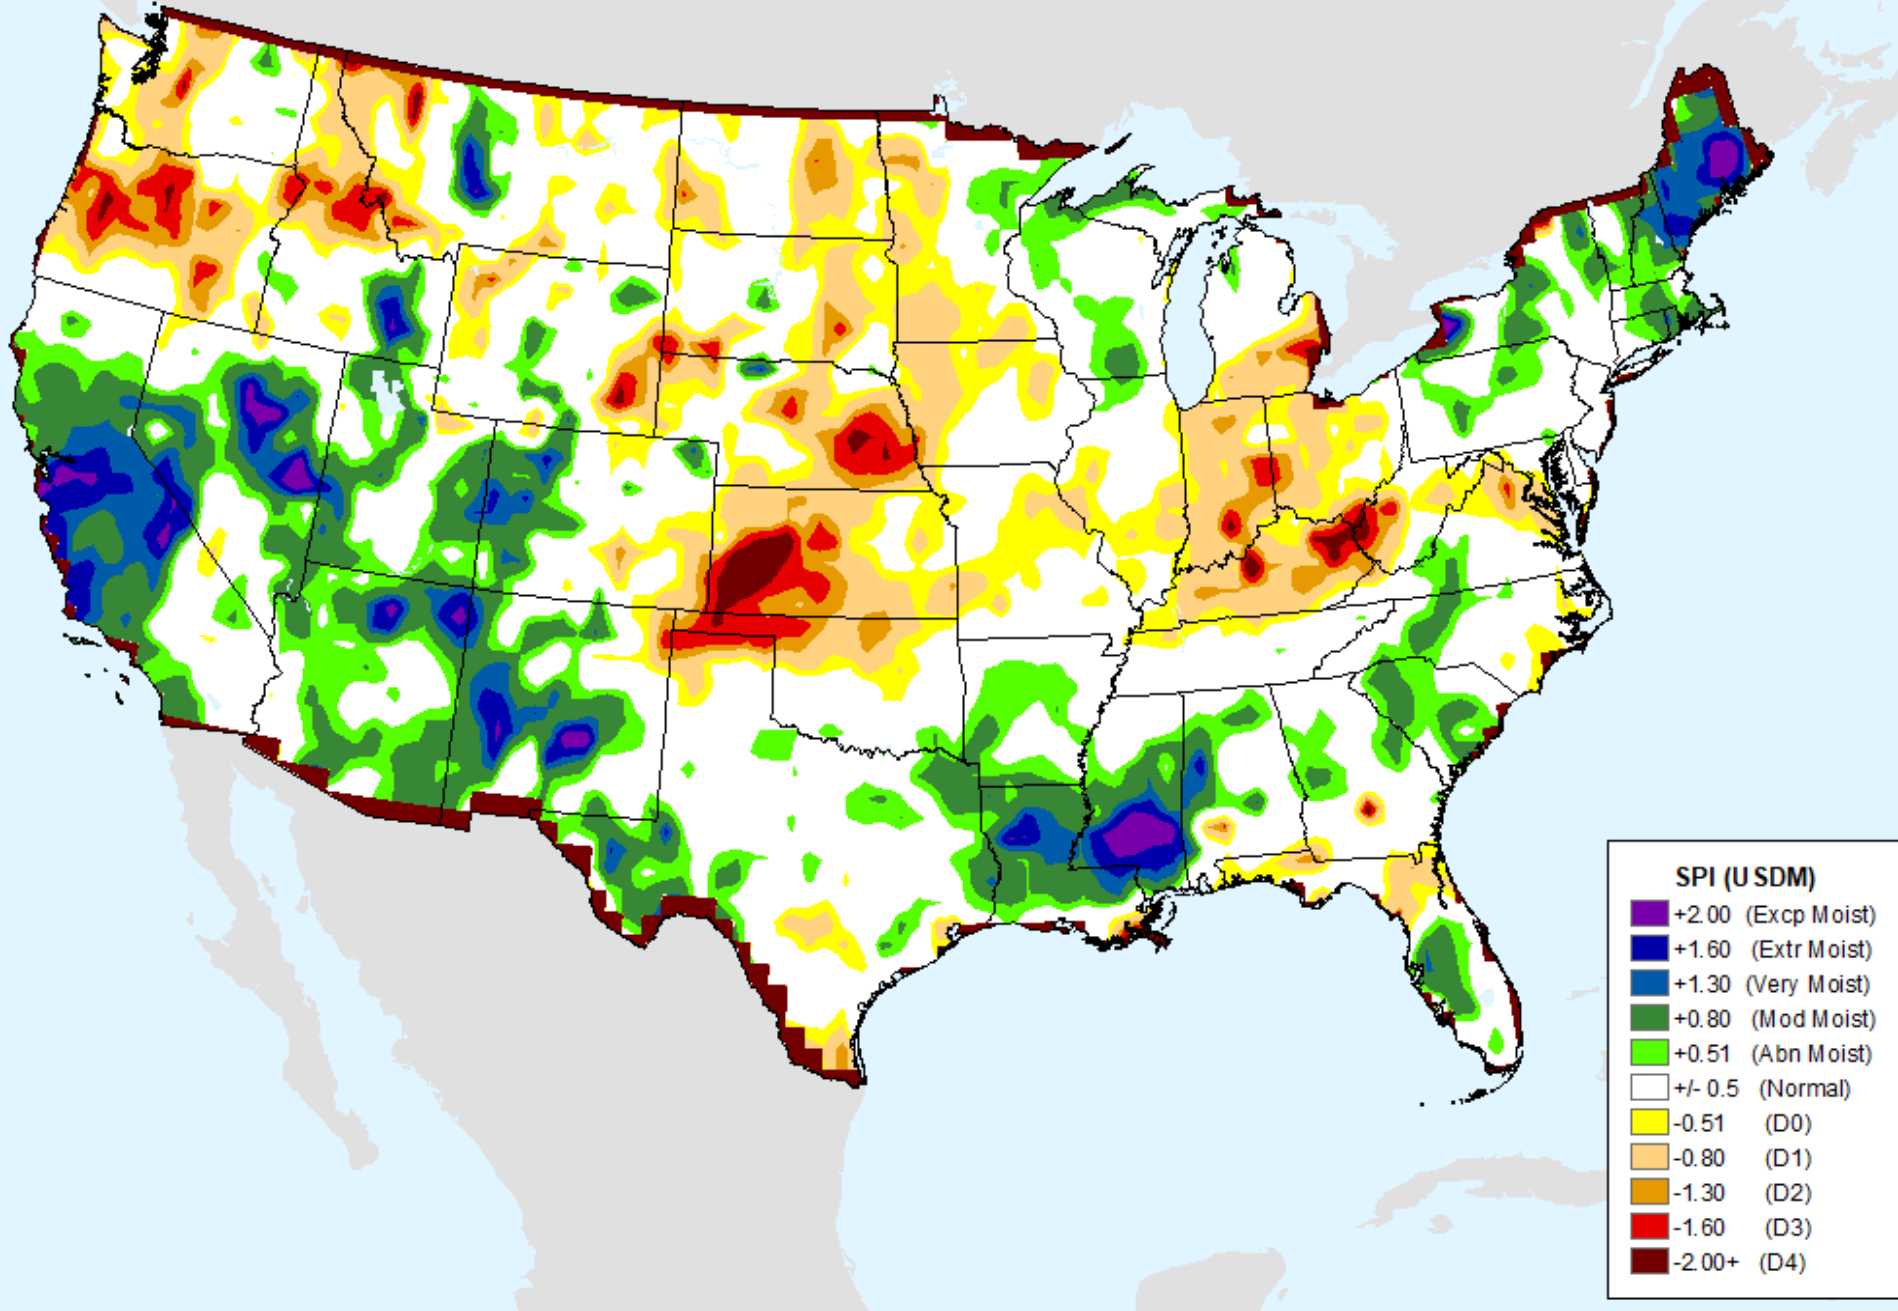 SPI (USDM)
+2.00 (Excp Moist)
+1.60 (Extr Moist)
+1.30 (Very Moist)
+0.80 (Mod Moist)
+0.51 (Abn Moist)
+/- 0.5 (Normal)
-0.51 (D0)
-0.80 (D1)
-1.30 (D2)
-1.60 (D3)
-2.00+ (D4)